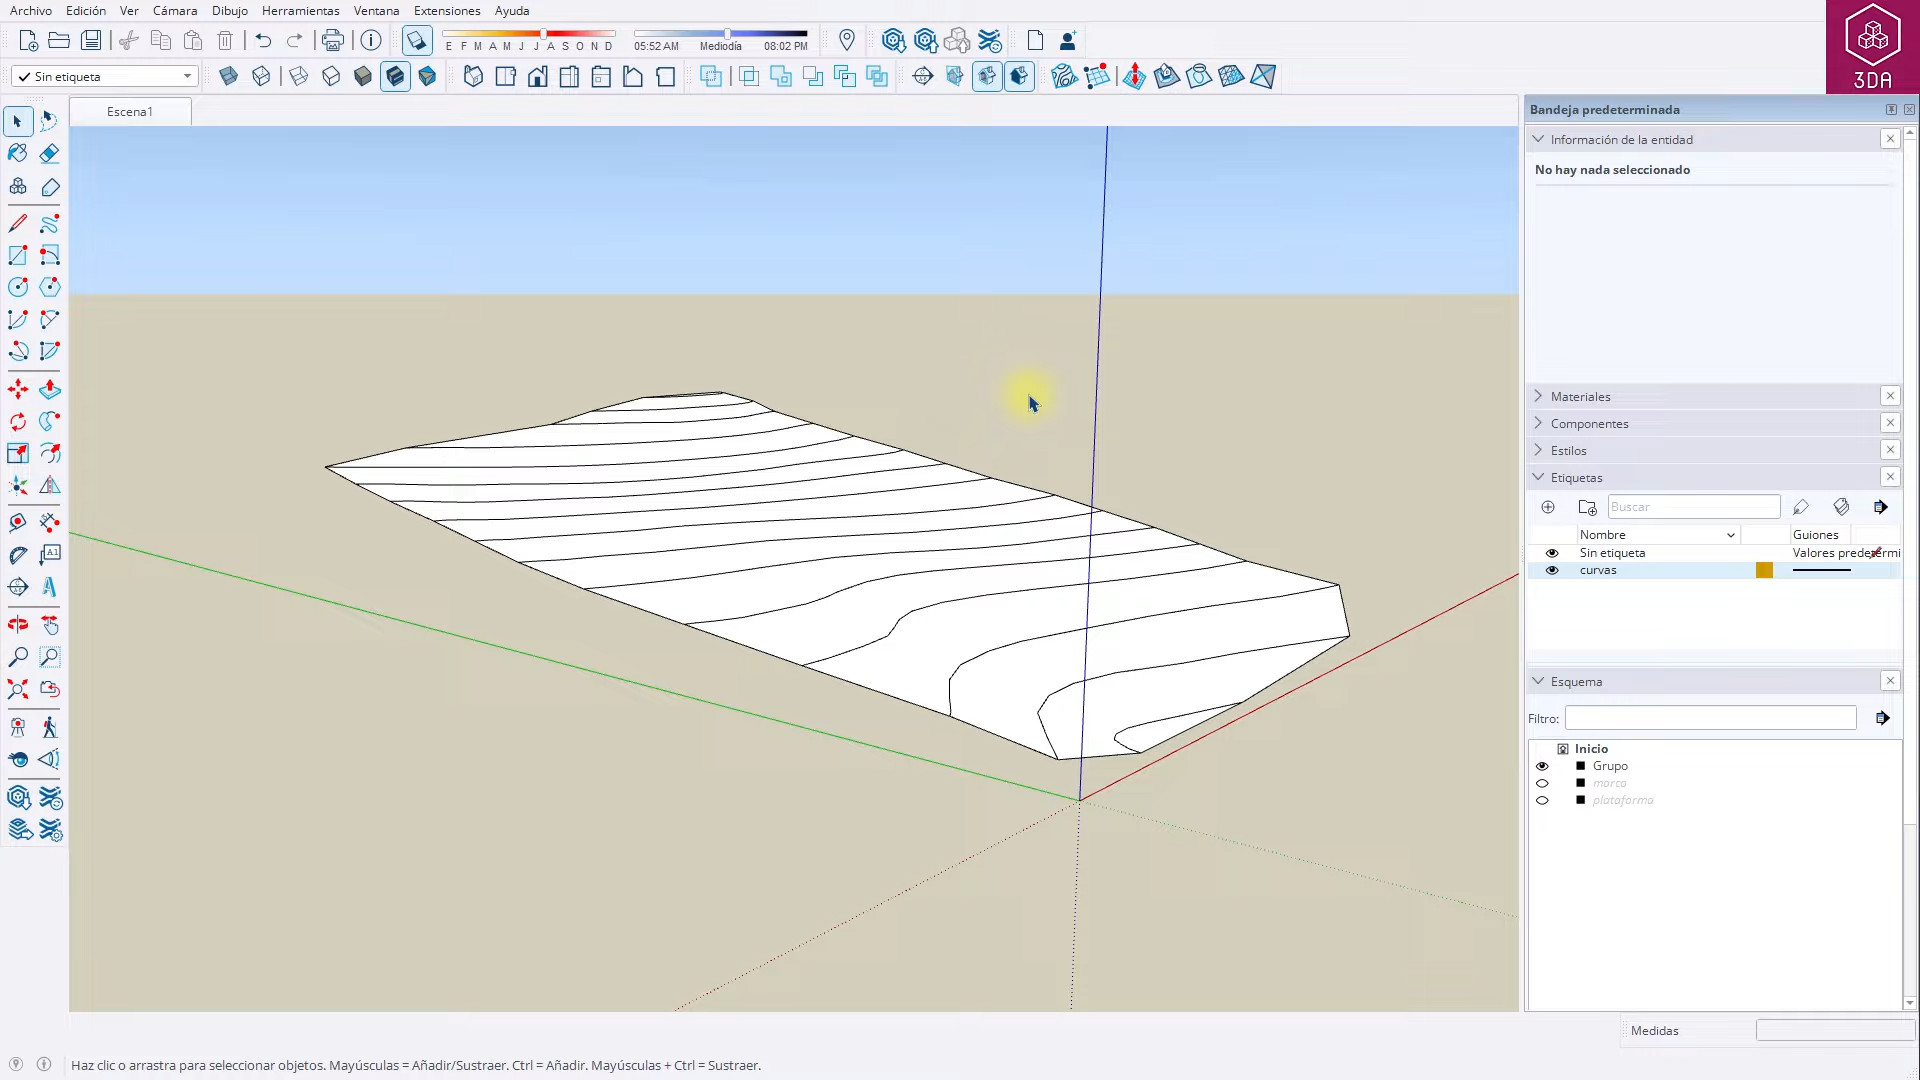 Archivo Edición Ver Cámara Dibujo Herramientas Ventana Extensiones Ayuda
E F M A M J J A S O N D
05:52 AM Mediodía 08:02 PM
3DA
Sin etiqueta
Escena1
A1
A
Bandeja predeterminada
Información de la entidad
No hay nada seleccionado
Materiales
Componentes
Estilos
Etiquetas
Buscar
Nombre Guiones
Sin etiqueta Valores predetermi
curvas
Esquema
Filtro:
Inicio
Grupo
marco
plataforma
Medidas
Haz clic o arrastra para seleccionar objetos. Mayúsculas = Añadir/Sustraer. Ctrl = Añadir. Mayúsculas + Ctrl = Sustraer.